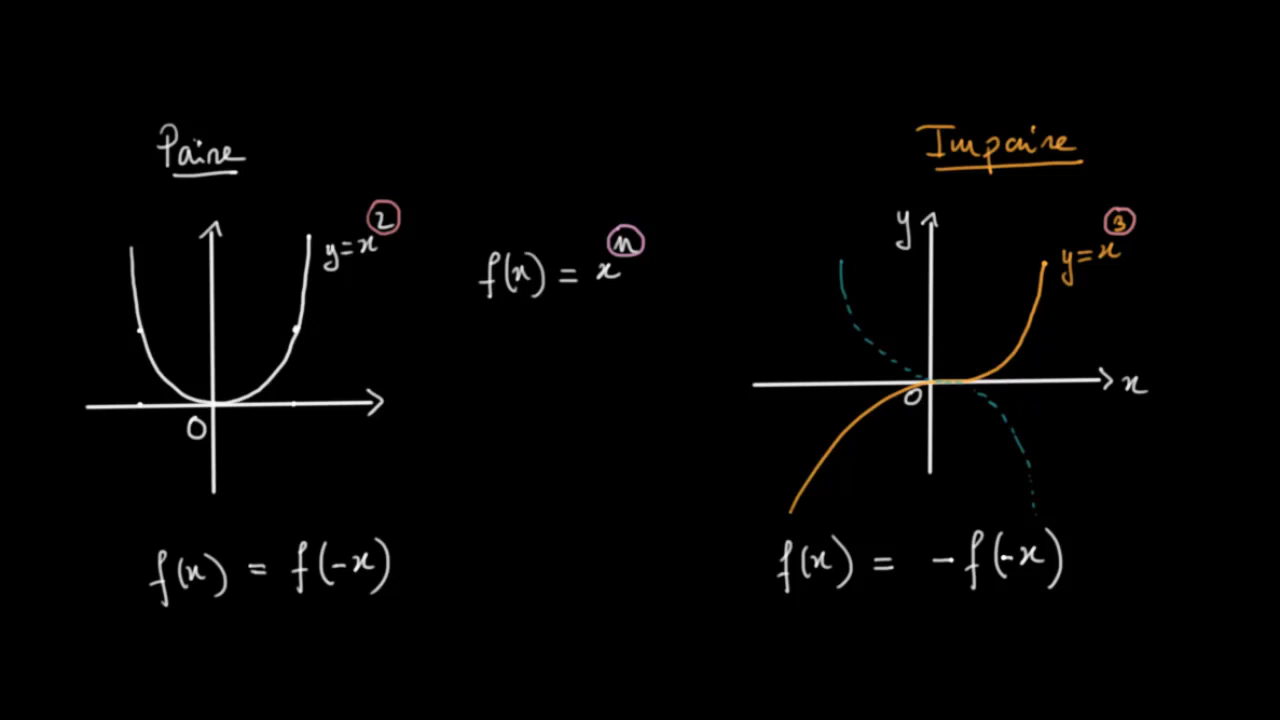 Paire
y=x²
0
f(x) = f(-x)
f(x) = xⁿ
Impaire
y
y=x³
x
0
f(x) = -f(-x)